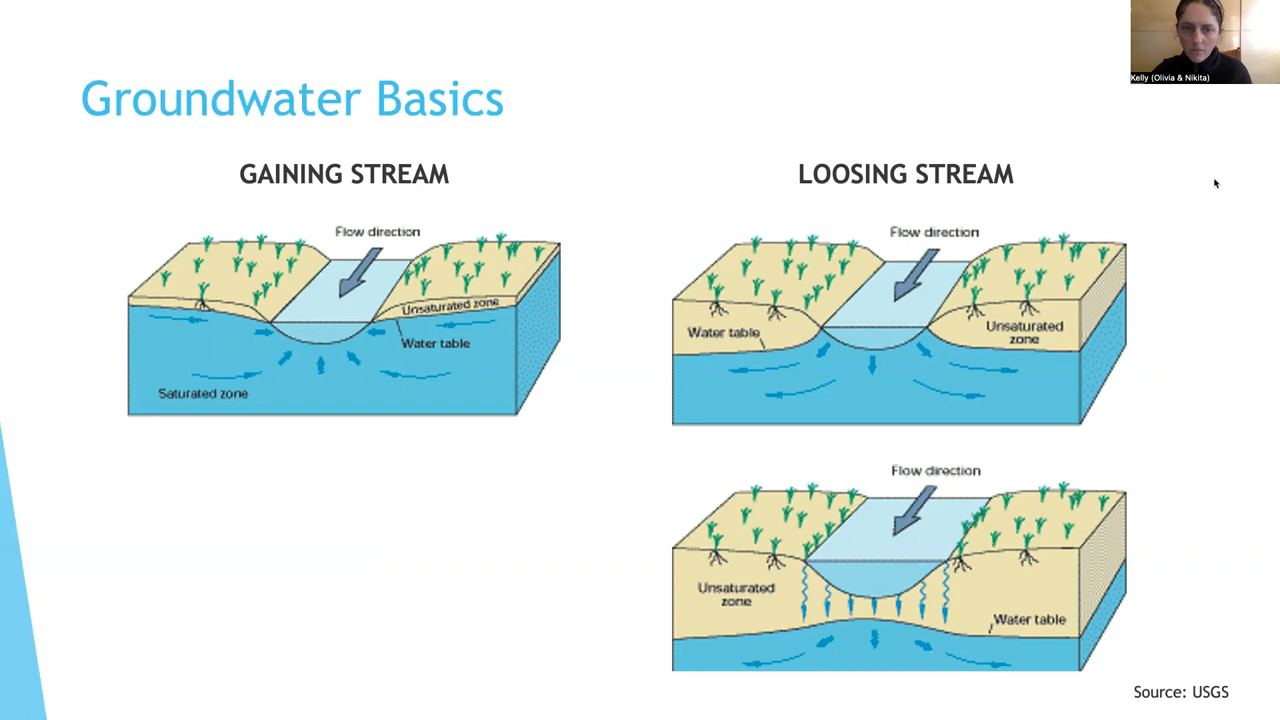 Kelly (Olivia & Nikita)
Groundwater Basics
GAINING STREAM
Flow direction
Unsaturated zone
Water table
Saturated zone
LOOSING STREAM
Flow direction
Water table
Unsaturated
zone
Flow direction
Unsaturated
zone
Water table
Source: USGS